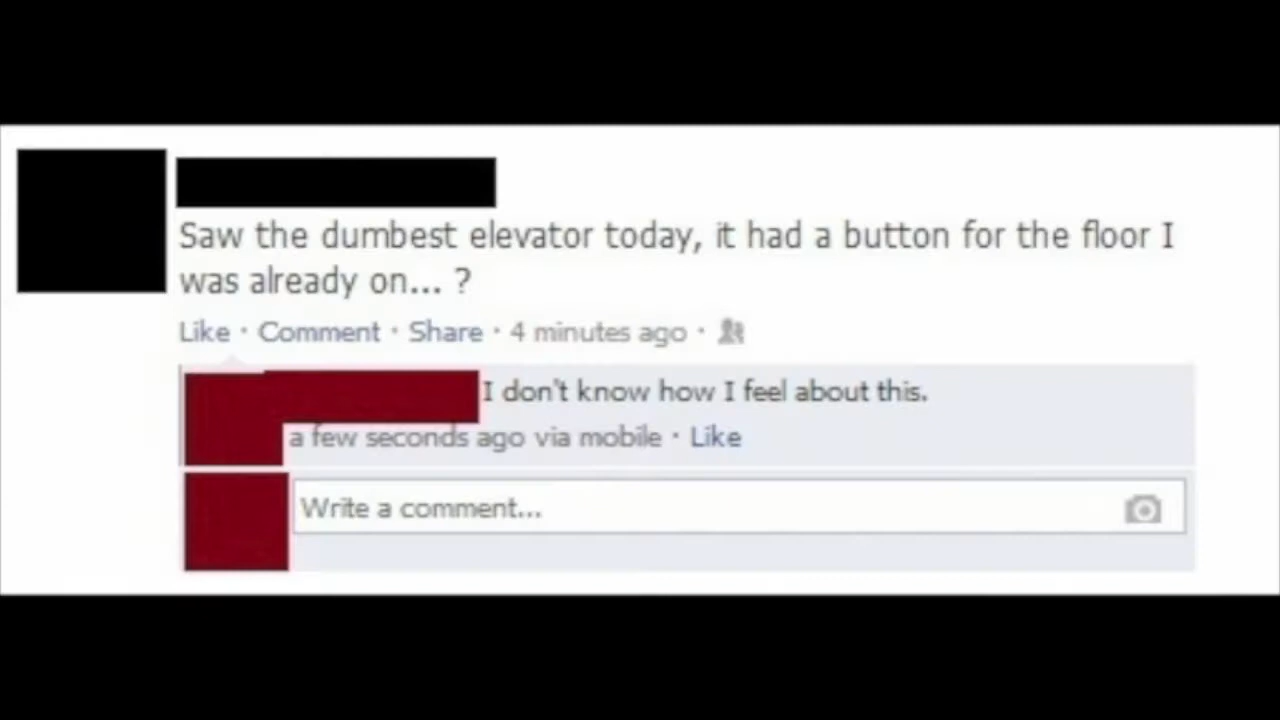 Saw the dumbest elevator today, it had a button for the floor I
was already on... ?
Like · Comment · Share · 4 minutes ago ·
I don't know how I feel about this.
a few seconds ago via mobile · Like
Write a comment...